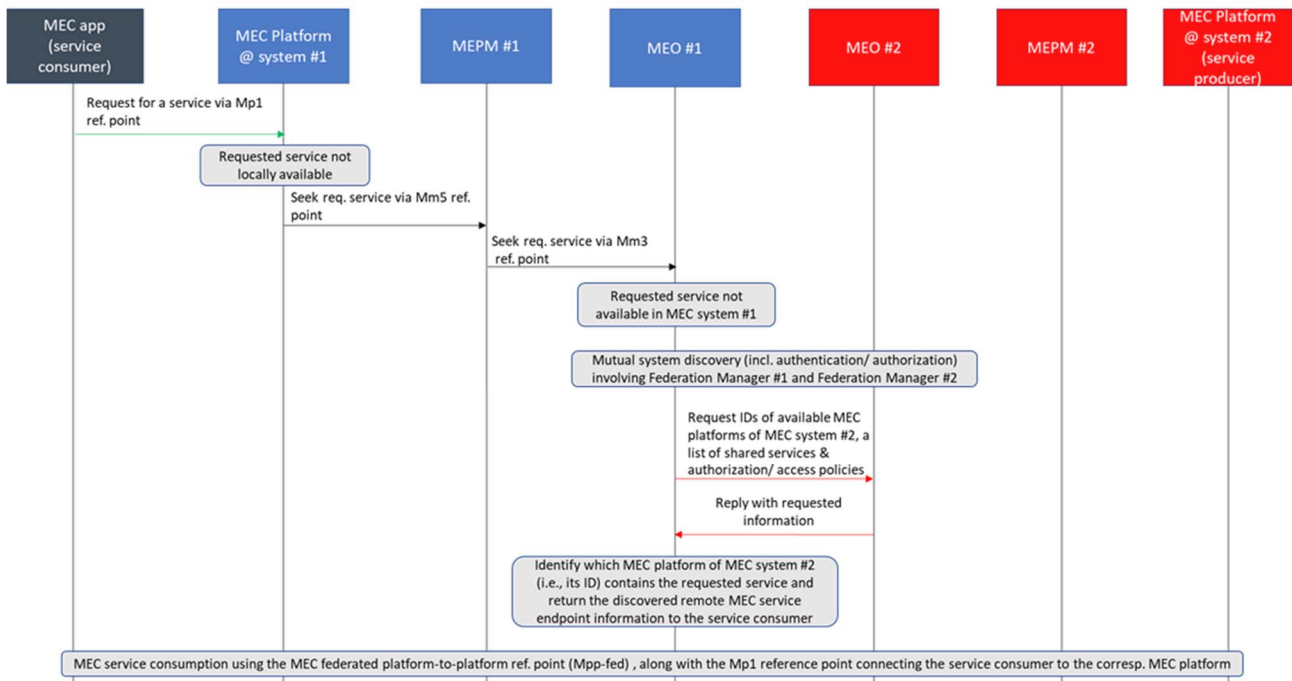 MEC app
(service
consumer)
MEC Platform
@ system #1
MEPM #1
MEO #1
MEO #2
MEPM #2
MEC Platform
@ system #2
(service
producer)
Request for a service via Mp1
ref. point
Requested service not
locally available
Seek req. service via Mm5 ref.
point
Seek req. service via Mm3
ref. point
Requested service not
available in MEC system #1
Mutual system discovery (incl. authentication/ authorization)
involving Federation Manager #1 and Federation Manager #2
Request IDs of available MEC
platforms of MEC system #2, a
list of shared services &
authorization/ access policies
Reply with requested
information
Identify which MEC platform of MEC system #2
(i.e., its ID) contains the requested service and
return the discovered remote MEC service
endpoint information to the service consumer
MEC service consumption using the MEC federated platform-to-platform ref. point (Mpp-fed) , along with the Mp1 reference point connecting the service consumer to the corresp. MEC platform